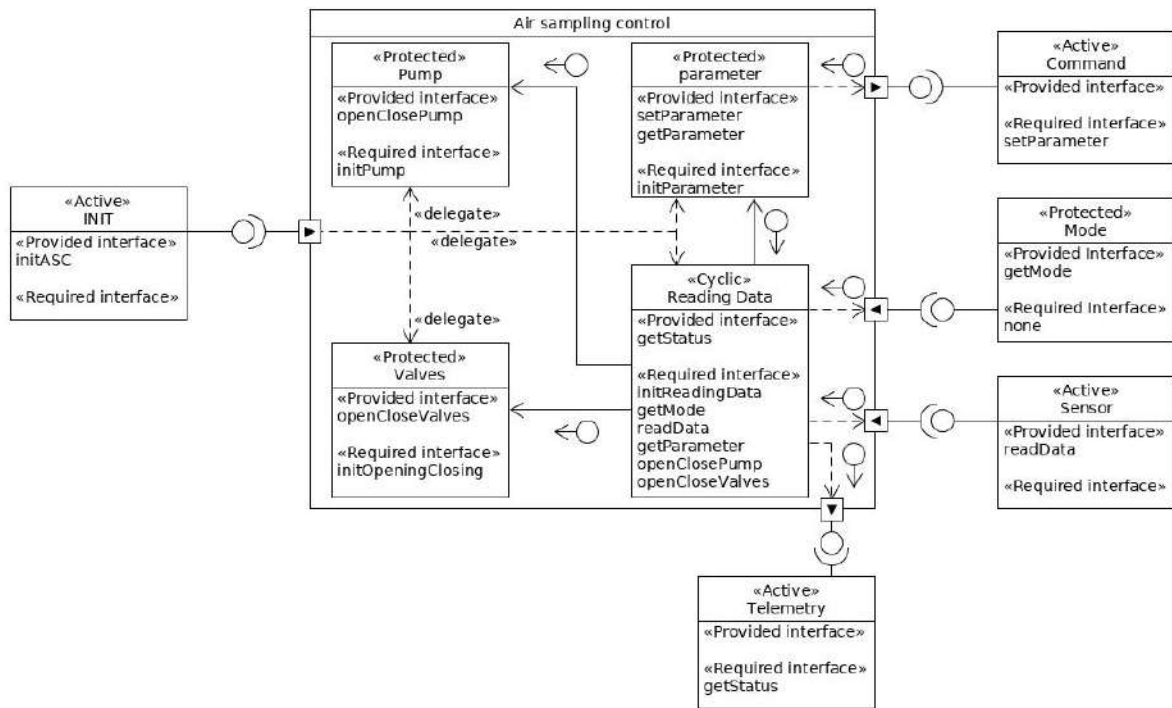 Air sampling control
«Protected»
Pump
«Provided interface»
openClosePump
«Required interface»
initPump
«Protected»
parameter
«Provided Interface»
setParameter
getParameter
«Required interface»
initParameter
«Active»
Command
«Provided interface»
«Required interface»
setParameter
«Active»
INIT
«Provided interface»
initASC
«Required interface»
«delegate»
«delegate»
«delegate»
«Cyclic»
Reading Data
«Provided interface»
getStatus
«Required interface»
initReadingData
getMode
readData
getParameter
openClosePump
openCloseValves
«Protected»
Mode
«Provided Interface»
getMode
«Required Interface»
none
«Protected»
Valves
«Provided interface»
openCloseValves
«Required interface»
initOpeningClosing
«Active»
Sensor
«Provided interface»
readData
«Required interface»
«Active»
Telemetry
«Provided interface»
«Required interface»
getStatus